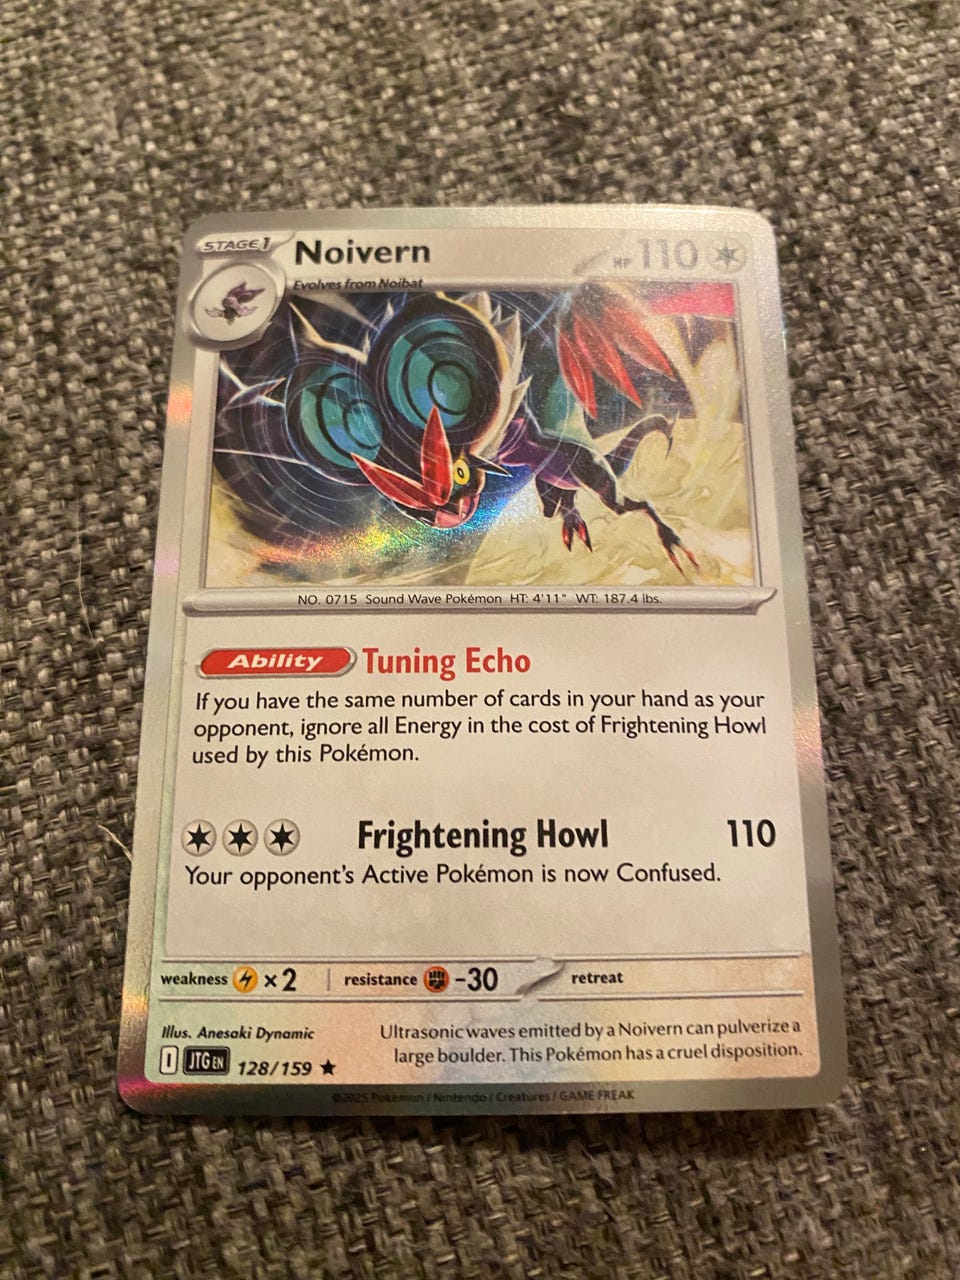 STAGE 1
Noivern
HP 110
Evolves from Noibat
NO. 0715 Sound Wave Pokémon HT: 4'11" WT: 187.4 lbs.
Ability Tuning Echo
If you have the same number of cards in your hand as your
opponent, ignore all Energy in the cost of Frightening Howl
used by this Pokémon.
Frightening Howl 110
Your opponent's Active Pokémon is now Confused.
weakness ×2 resistance -30 retreat
Illus. Anesaki Dynamic
Ultrasonic waves emitted by a Noivern can pulverize a
large boulder. This Pokémon has a cruel disposition.
I JTG EN 128/159
©2025 Pokémon / Nintendo / Creatures / GAME FREAK